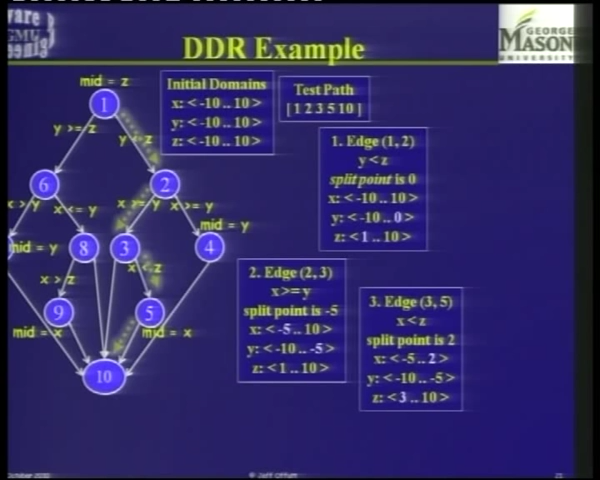 ware
GMU
DDR Example
GEORGE
MASON
UNIVERSITY
mid = z
Initial Domains
x: < -10 .. 10 >
y: < -10 .. 10 >
z: < -10 .. 10 >
Test Path
[ 1 2 3 5 10 ]
1
y >= z
y < z
1. Edge (1, 2)
y < z
split point is 0
x: < -10 .. 10 >
y: < -10 .. 0 >
z: < 1 .. 10 >
6
2
x > y
x <= y
x >= y
mid = y
mid = y
8
3
4
x > z
x < z
9
5
mid = x
mid = x
10
2. Edge (2, 3)
x >= y
split point is -5
x: < -5 .. 10 >
y: < -10 .. -5 >
z: < 1 .. 10 >
3. Edge (3, 5)
x < z
split point is 2
x: < -5 .. 2 >
y: < -10 .. -5 >
z: < 3 .. 10 >
© Jeff Offutt